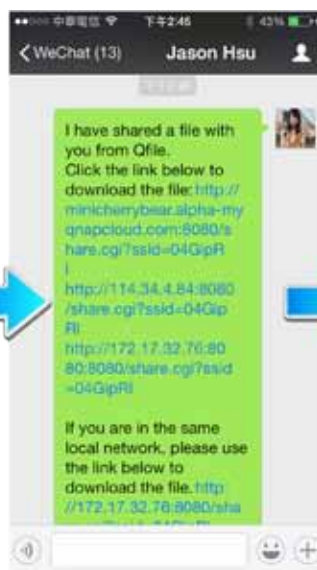 中華電信 下午2:45 43%
WeChat (13) Jason Hsu
I have shared a file with
you from Qfile.
Click the link below to
download the file: http://
minicherrybear.alpha-my
qnapcloud.com:8080/s
hare.cgi?ssid=04GipR
I
http://114.34.4.84:8080
/share.cgi?ssid=04Gip
RI
http://172.17.32.76:80
80:8080/share.cgi?ssid
=04GipRI
If you are in the same
local network, please use
the link below to
download the file. http:
//172.17.32.76:8080/sha